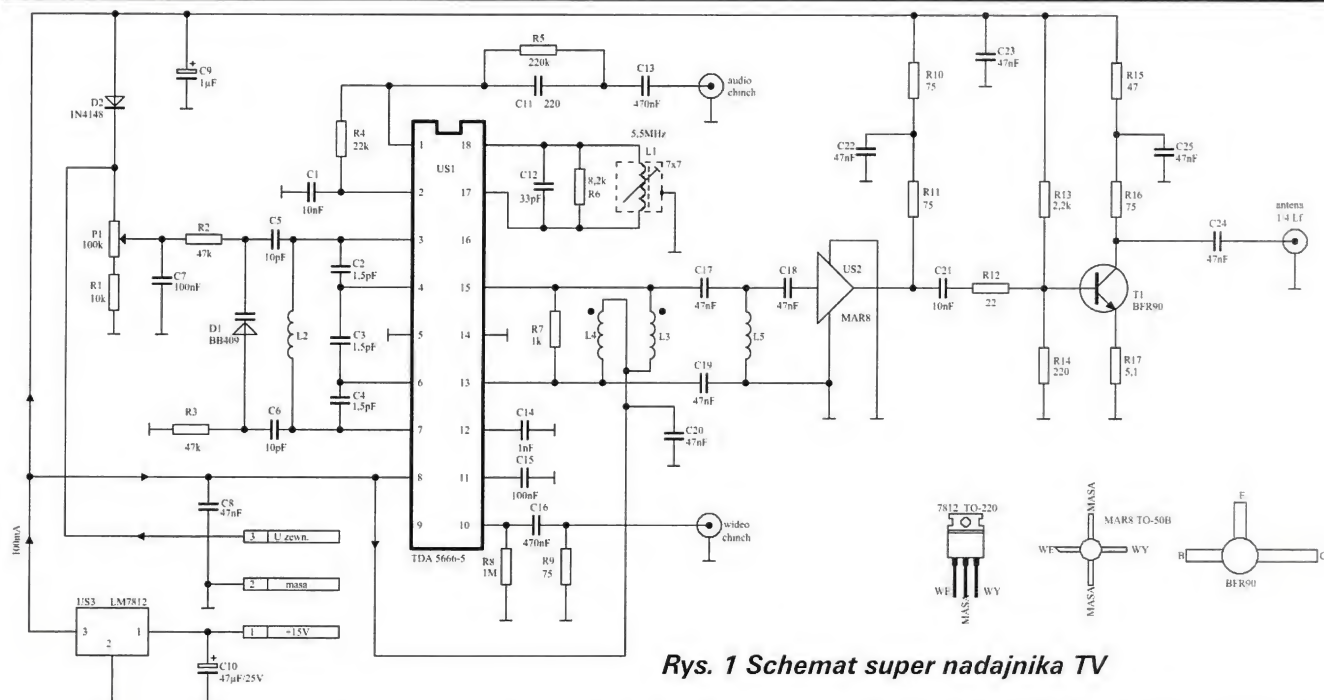 R5
220k
C11 220
C13
470nF
audio
chinch
C9
1µF
D2
1N4148
R4
22k
C1
10nF
US1
1
2
3
4
5
6
7
8
9
18
17
16
15
14
13
12
11
10
TDA 5666-5
5,5MHz
L1
7x7
C12
33pF
8,2k
R6
P1
100k
R1
10k
C7
100nF
R2
47k
C5
10pF
D1
BB409
L2
C2
1,5pF
C3
1,5pF
C4
1,5pF
R3
47k
C6
10pF
R7
1k
L4
L3
C17
47nF
C18
47nF
C19
47nF
L5
US2
MAR8
C20
47nF
C14
1nF
C15
100nF
C16
470nF
R8
1M
R9
75
wideo
chinch
C23
47nF
R10
75
C22
47nF
R11
75
C21
10nF
R12
22
R13
2,2k
R14
220
R15
47
C25
47nF
R16
75
T1
BFR90
R17
5,1
C24
47nF
antena
1/4 Lf
100mA
C8
47nF
3 U zewn.
2 masa
1 +15V
US3 LM7812
3
1
2
C10
47µF/25V
7812 TO-220
WE
MASA
WY
MASA
MAR8 TO-50B
WE
WY
MASA
E
B
C
BFR90
Rys. 1 Schemat super nadajnika TV